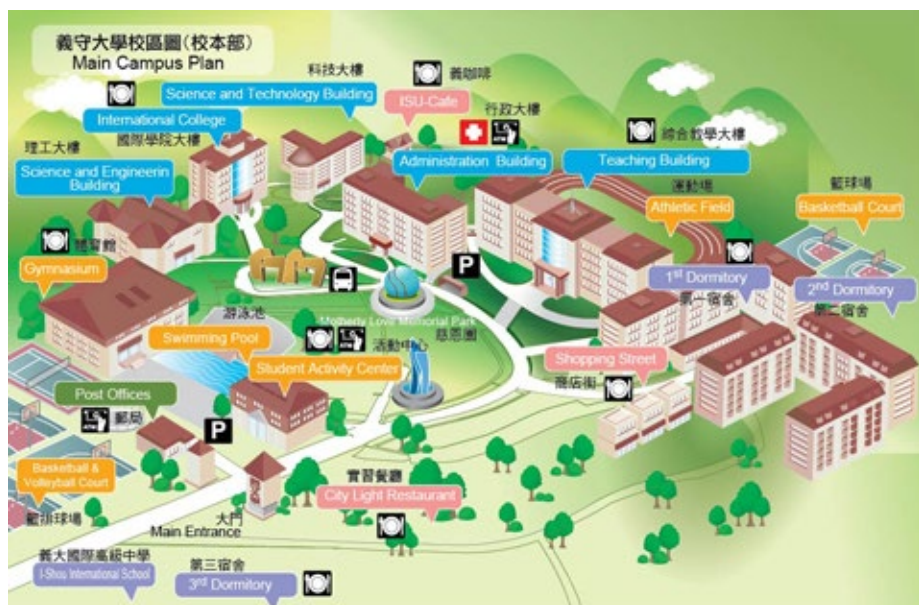 義守大學校區圖(校本部)
Main Campus Plan
科技大樓
Science and Technology Building
義咖啡
ISU-Cafe
International College
國際學院大樓
行政大樓
Administration Building
綜合教學大樓
Teaching Building
理工大樓
Science and Engineerin
Building
運動場
Athletic Field
籃球場
Basketball Court
體育館
Gymnasium
P
1st Dormitory
第一宿舍
2nd Dormitory
第二宿舍
游泳池
Swimming Pool
Motherly Love Memorial Park
慈恩園
活動中心
Student Activity Center
Shopping Street
商店街
Post Offices
ATM
郵局
P
Basketball &
Volleyball Court
籃排球場
實習餐廳
City Light Restaurant
大門
Main Entrance
義大國際高級中學
I-Shou International School
第三宿舍
3rd Dormitory